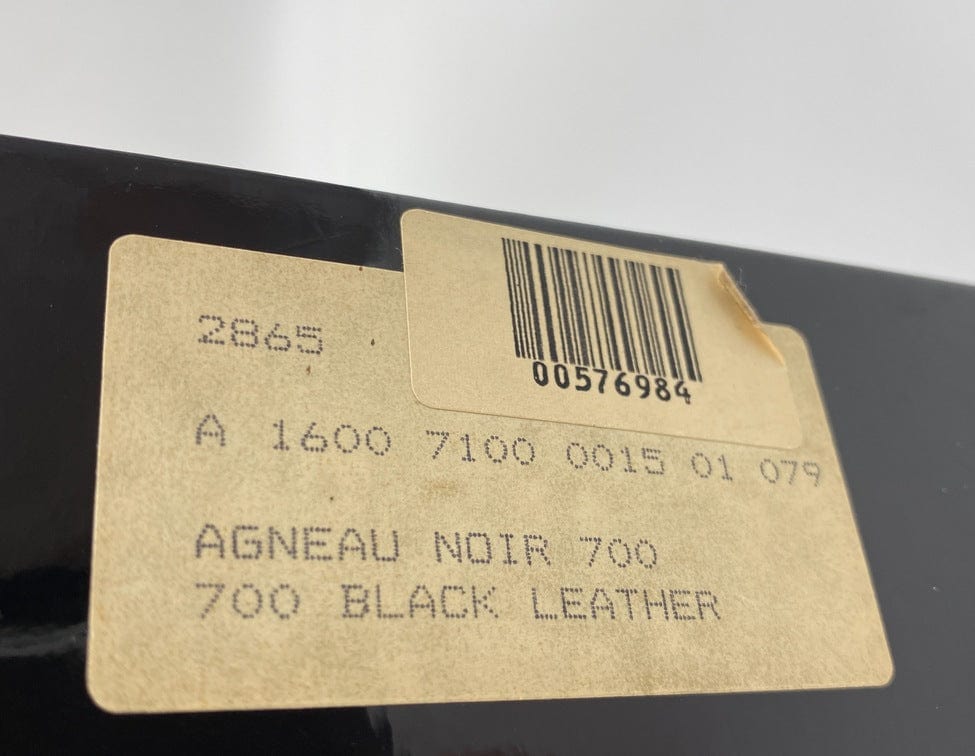 2865
00576984
A 1600 7100 0015 01 079
AGNEAU NOIR 700
700 BLACK LEATHER